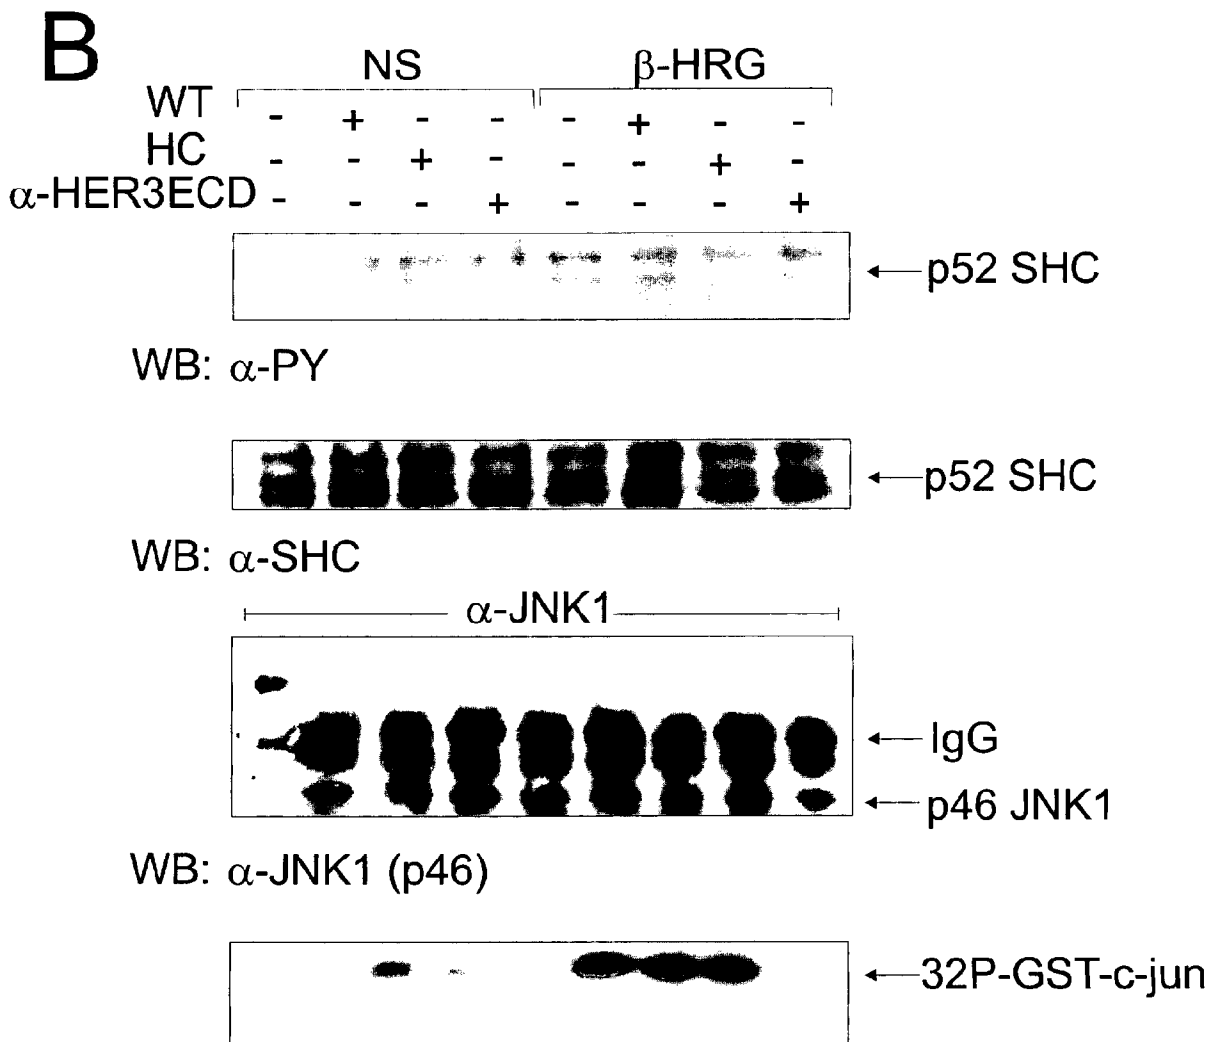 B
NS β-HRG
WT - + - - - + - -
HC - - + - - - + -
α-HER3ECD - - - + - - - +
p52 SHC
WB: α-PY
p52 SHC
WB: α-SHC
α-JNK1
IgG
p46 JNK1
WB: α-JNK1 (p46)
32P-GST-c-jun